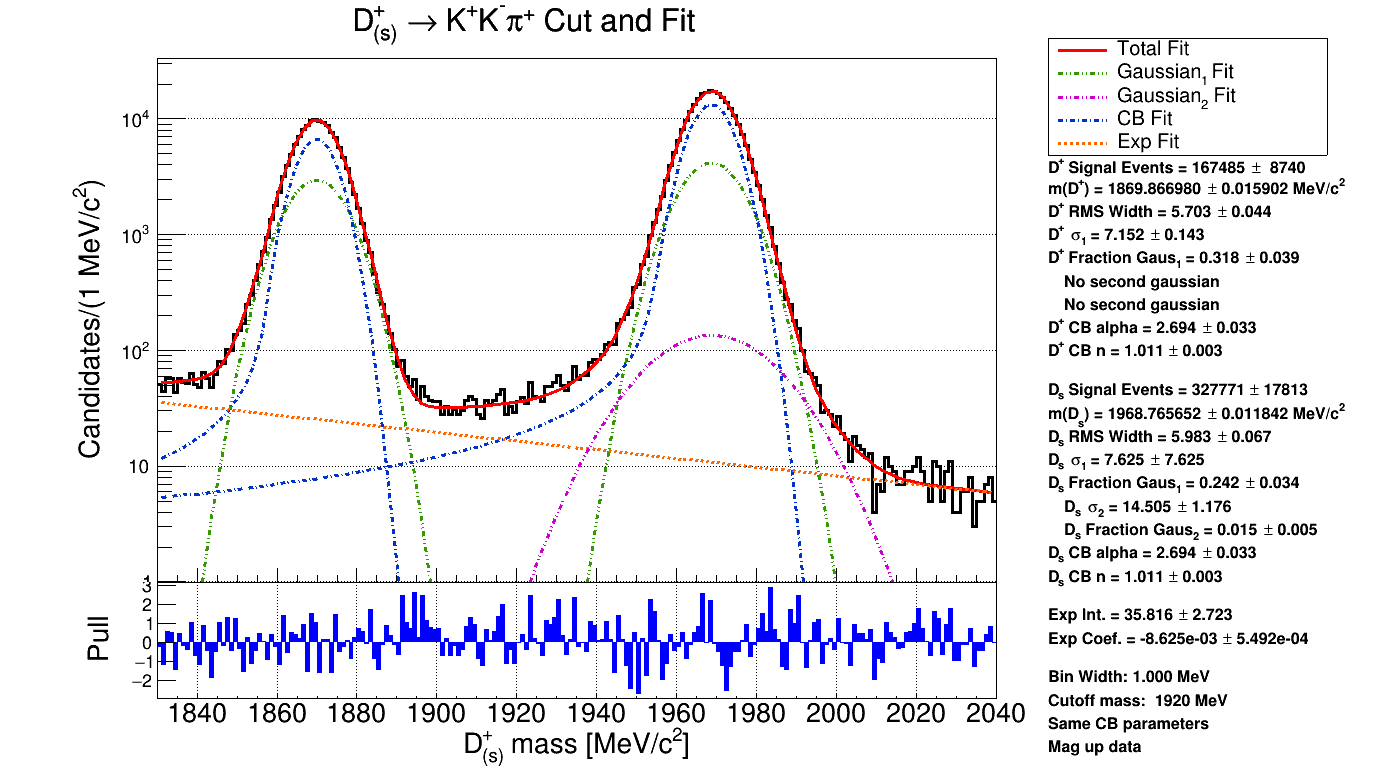 D⁺₍ₛ₎ → K⁺K⁻π⁺ Cut and Fit
Candidates/(1 MeV/c²)
10⁴
10³
10²
10
1
Pull
3
2
1
0
−1
−2
1840 1860 1880 1900 1920 1940 1960 1980 2000 2020 2040
D⁺₍ₛ₎ mass [MeV/c²]
Total Fit
Gaussian₁ Fit
Gaussian₂ Fit
CB Fit
Exp Fit
D⁺ Signal Events = 167485 ± 8740
m(D⁺) = 1869.866980 ± 0.015902 MeV/c²
D⁺ RMS Width = 5.703 ± 0.044
D⁺ σ₁ = 7.152 ± 0.143
D⁺ Fraction Gaus₁ = 0.318 ± 0.039
No second gaussian
No second gaussian
D⁺ CB alpha = 2.694 ± 0.033
D⁺ CB n = 1.011 ± 0.003
Dₛ Signal Events = 327771 ± 17813
m(Dₛ) = 1968.765652 ± 0.011842 MeV/c²
Dₛ RMS Width = 5.983 ± 0.067
Dₛ σ₁ = 7.625 ± 7.625
Dₛ Fraction Gaus₁ = 0.242 ± 0.034
Dₛ σ₂ = 14.505 ± 1.176
Dₛ Fraction Gaus₂ = 0.015 ± 0.005
Dₛ CB alpha = 2.694 ± 0.033
Dₛ CB n = 1.011 ± 0.003
Exp Int. = 35.816 ± 2.723
Exp Coef. = -8.625e-03 ± 5.492e-04
Bin Width: 1.000 MeV
Cutoff mass: 1920 MeV
Same CB parameters
Mag up data